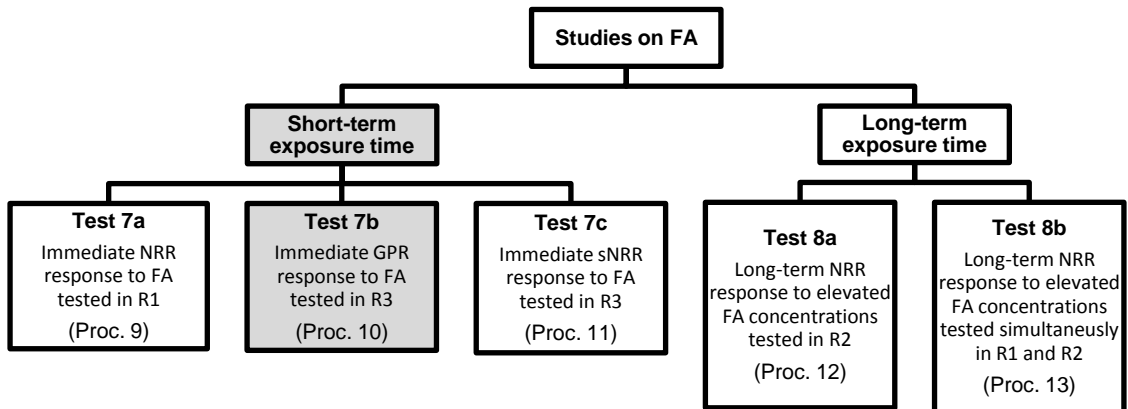 Studies on FA
Short-term
exposure time
Long-term
exposure time
Test 7a
Immediate NRR
response to FA
tested in R1
(Proc. 9)
Test 7b
Immediate GPR
response to FA
tested in R3
(Proc. 10)
Test 7c
Immediate sNRR
response to FA
tested in R3
(Proc. 11)
Test 8a
Long-term NRR
response to elevated
FA concentrations
tested in R2
(Proc. 12)
Test 8b
Long-term NRR
response to elevated
FA concentrations
tested simultaneusly
in R1 and R2
(Proc. 13)